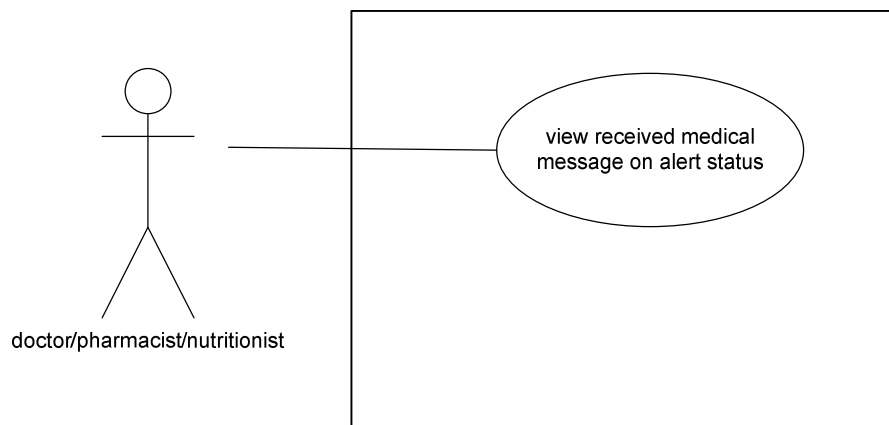 view received medical
message on alert status
doctor/pharmacist/nutritionist